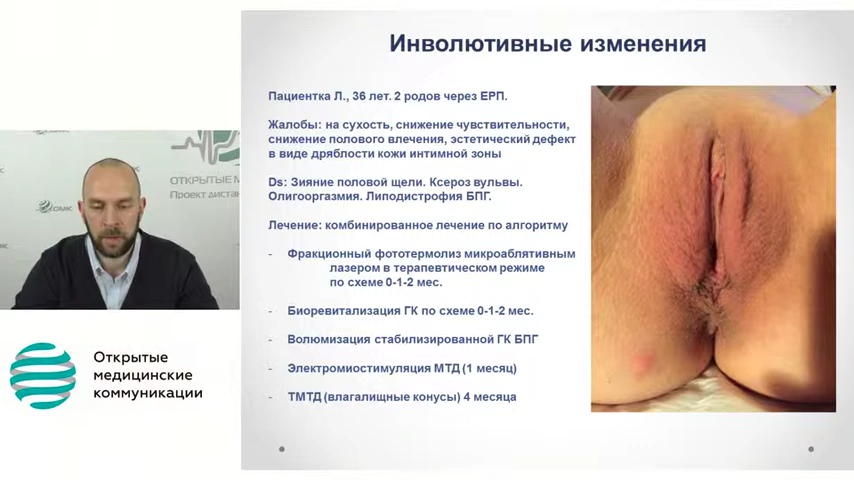 Инволютивные изменения
Пациентка Л., 36 лет. 2 родов через ЕРП.
Жалобы: на сухость, снижение чувствительности,
снижение полового влечения, эстетический дефект
в виде дряблости кожи интимной зоны
Ds: Зияние половой щели. Ксероз вульвы.
Олигооргазмия. Липодистрофия БПГ.
Лечение: комбинированное лечение по алгоритму
- Фракционный фототермолиз микроаблятивным
лазером в терапевтическом режиме
по схеме 0-1-2 мес.
- Биоревитализация ГК по схеме 0-1-2 мес.
- Волюмизация стабилизированной ГК БПГ
- Электромиостимуляция МТД (1 месяц)
- ТМТД (влагалищные конусы) 4 месяца
ОТКРЫТЫЕ М
Проект дистан
ОМК
Открытые
медицинские
коммуникации